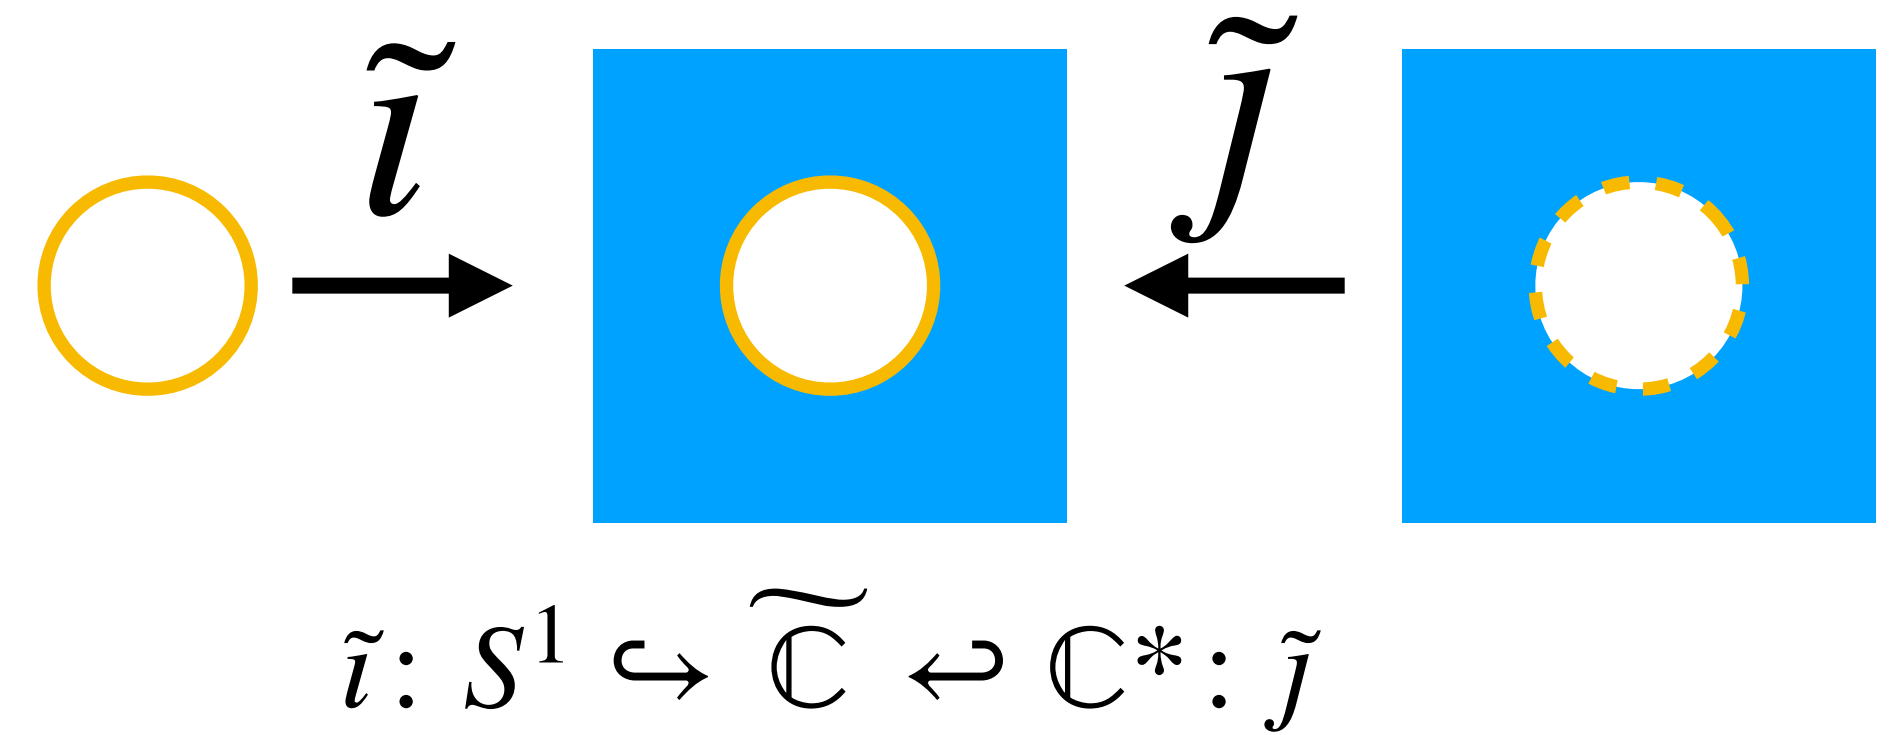 ĩ
j̃
ĩ : S¹ ↪ ℂ̃ ↩ ℂ* : j̃